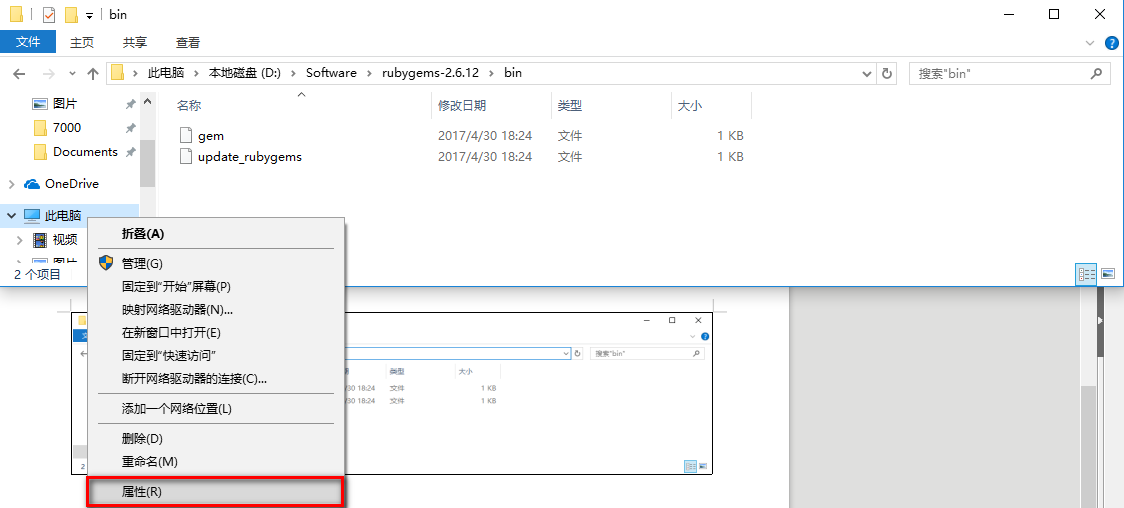 bin
文件 主页 共享 查看
此电脑 本地磁盘 (D:) Software rubygems-2.6.12 bin 搜索"bin"
图片
7000
Documents
OneDrive
此电脑
视频
图片
2 个项目
名称 修改日期 类型 大小
gem 2017/4/30 18:24 文件 1 KB
update_rubygems 2017/4/30 18:24 文件 1 KB
折叠(A)
管理(G)
固定到"开始"屏幕(P)
映射网络驱动器(N)...
在新窗口中打开(E)
固定到"快速访问"
断开网络驱动器的连接(C)...
添加一个网络位置(L)
删除(D)
重命名(M)
属性(R)
搜索"bin"
期 类型 大小
/30 18:24 文件 1 KB
/30 18:24 文件 1 KB
2